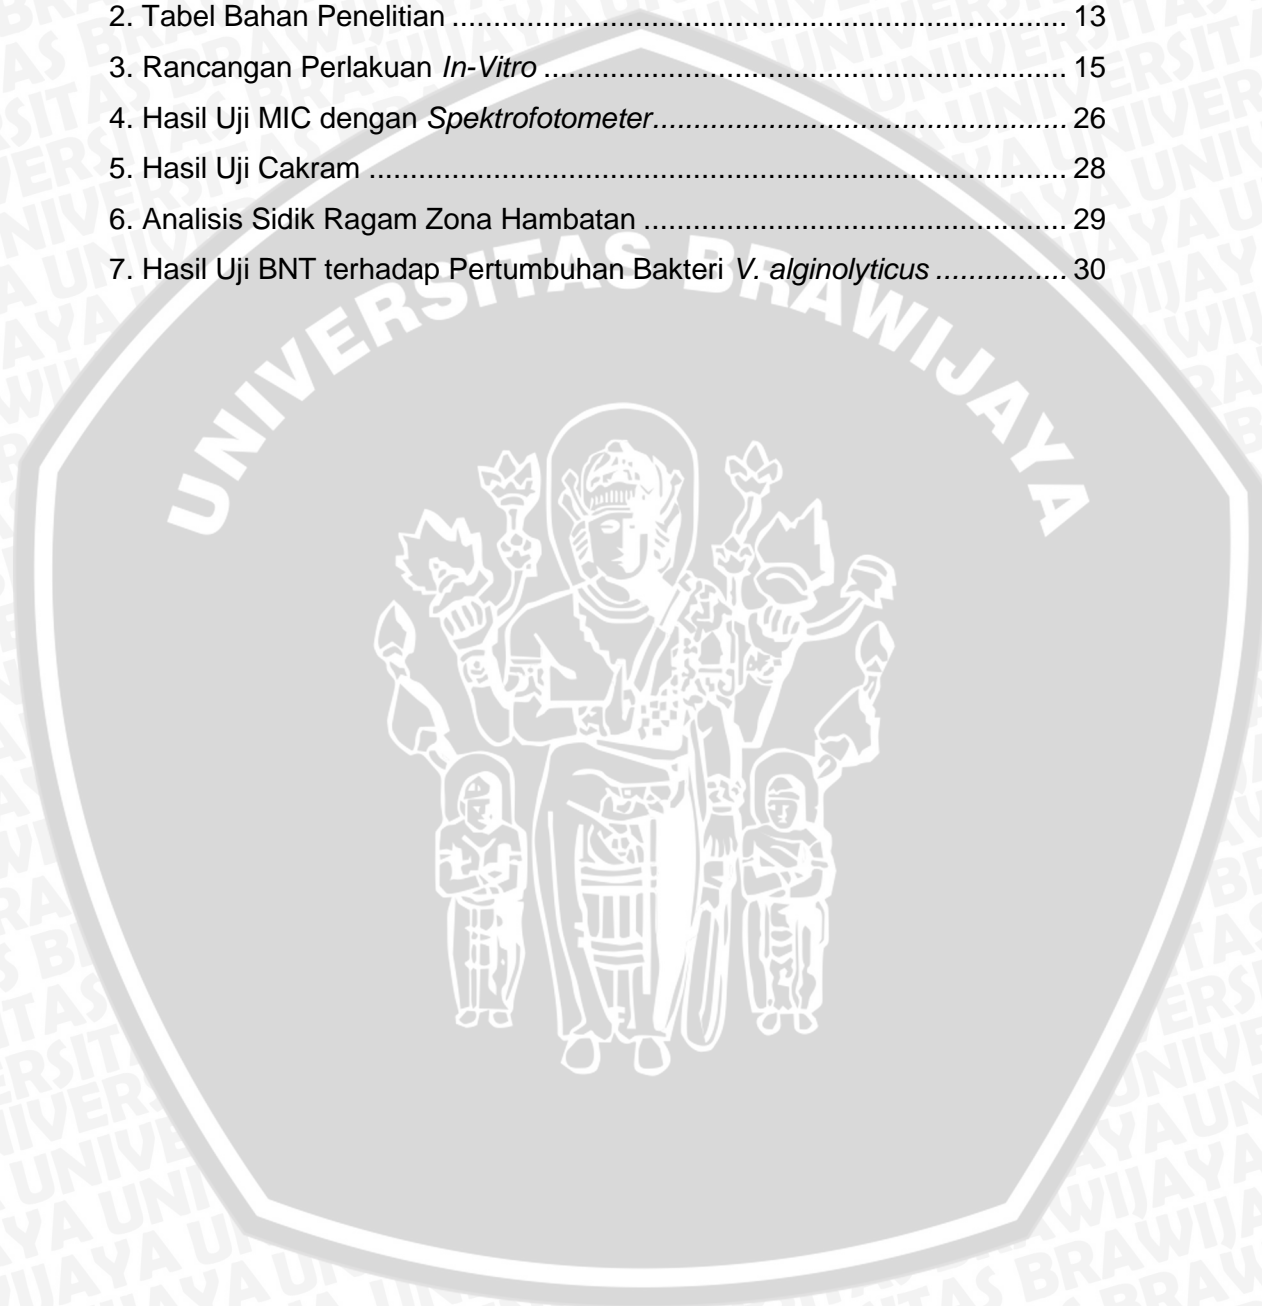 2. Tabel Bahan Penelitian ........................................................................... 13
3. Rancangan Perlakuan In-Vitro ................................................................ 15
4. Hasil Uji MIC dengan Spektrofotometer................................................... 26
5. Hasil Uji Cakram ..................................................................................... 28
6. Analisis Sidik Ragam Zona Hambatan .................................................... 29
7. Hasil Uji BNT terhadap Pertumbuhan Bakteri V. alginolyticus ................ 30
UNIVERSITAS BRAWIJAYA